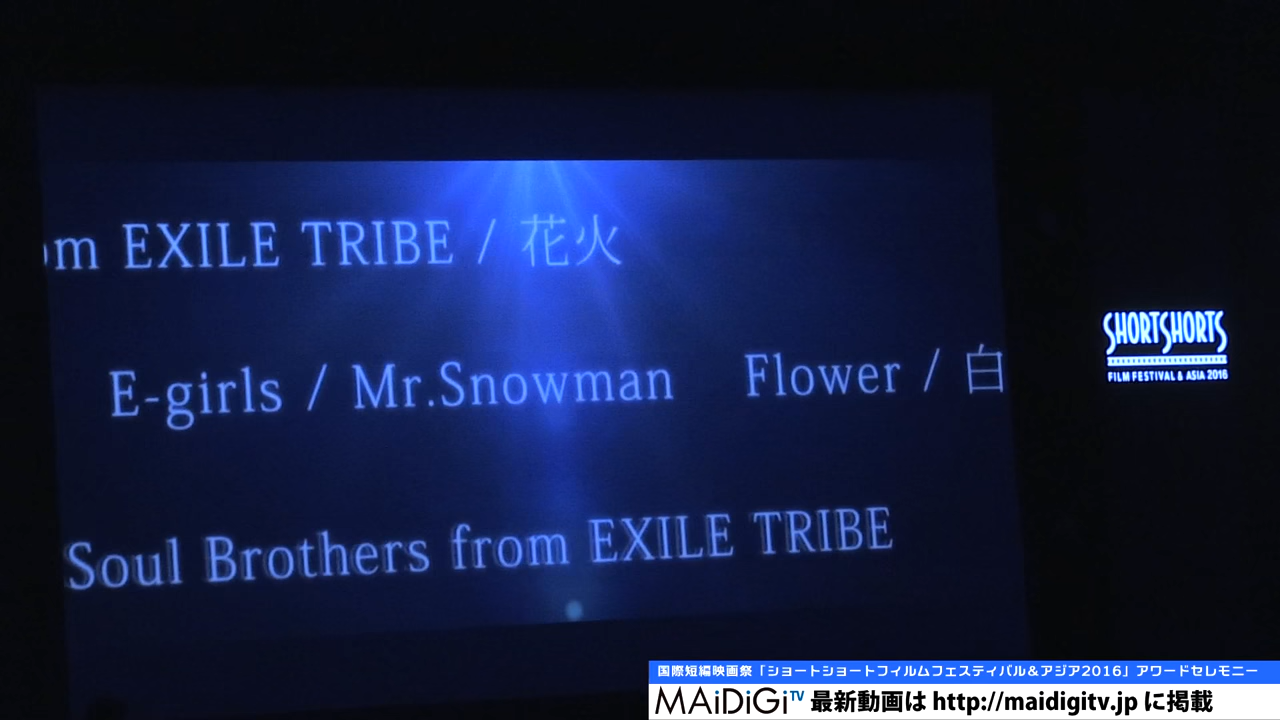 om EXILE TRIBE / 花火
E-girls / Mr.Snowman Flower / 白
Soul Brothers from EXILE TRIBE
SHORTSHORTS
FILM FESTIVAL & ASIA 2016
国際短編映画祭「ショートショートフィルムフェスティバル&アジア2016」アワードセレモニー
MAiDiGiTV 最新動画は http://maidigitv.jp に掲載